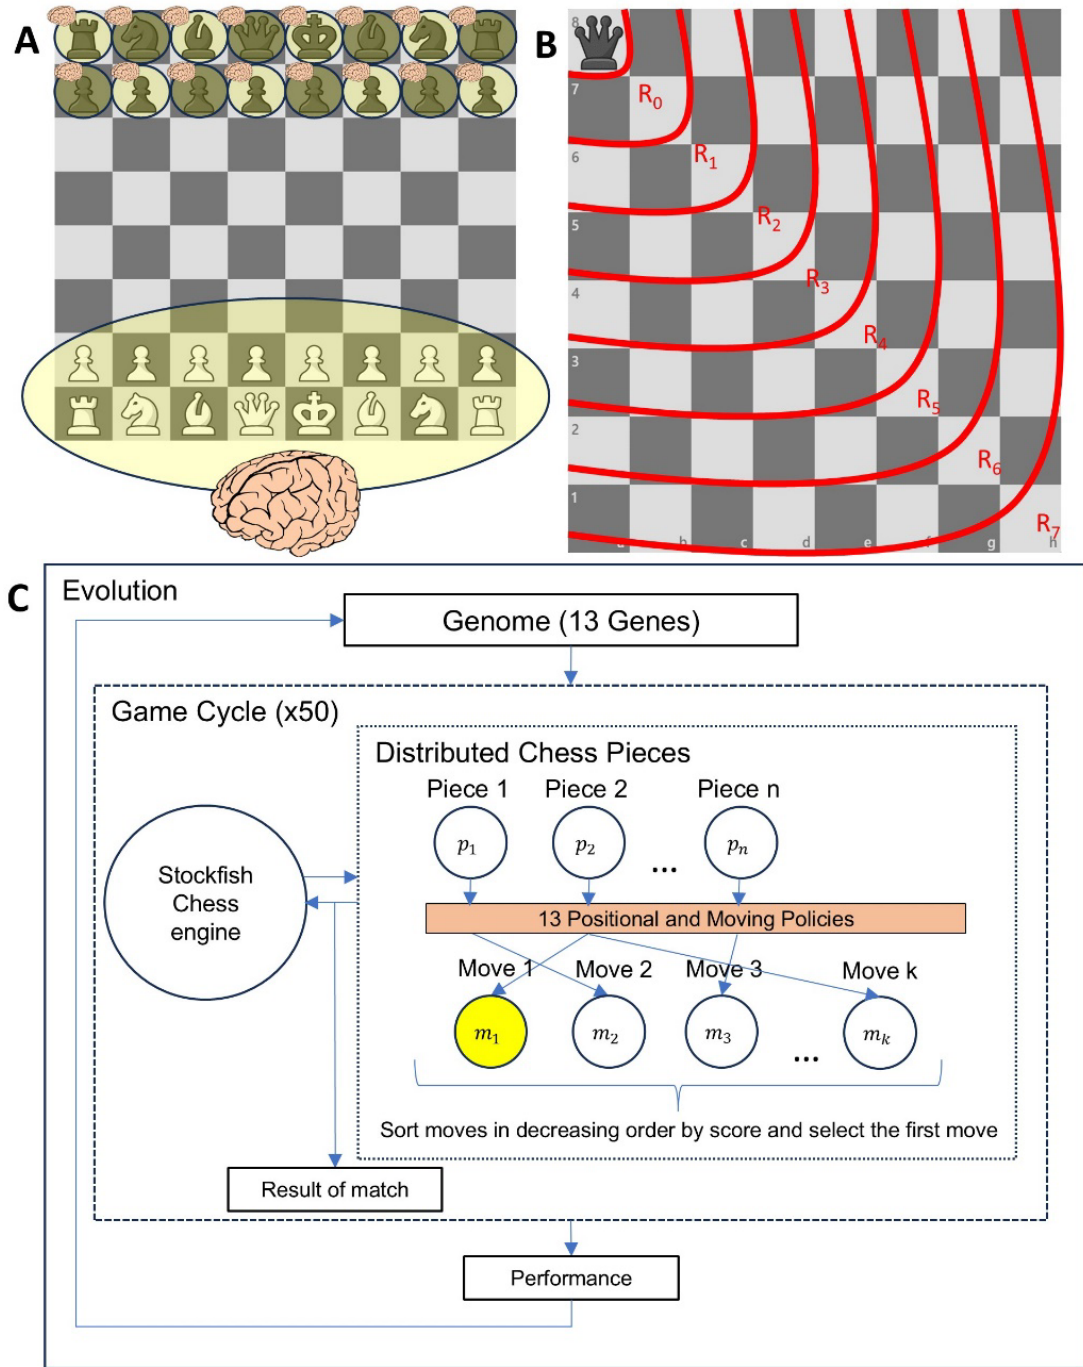 A
B
8
7
6
5
4
3
2
1
a
b
c
d
e
f
g
h
R0
R1
R2
R3
R4
R5
R6
R7
C
Evolution
Genome (13 Genes)
Game Cycle (x50)
Distributed Chess Pieces
Piece 1 Piece 2 Piece n
p1 p2 ... pn
Stockfish
Chess
engine
13 Positional and Moving Policies
Move 1 Move 2 Move 3 Move k
m1 m2 m3 ... mk
Sort moves in decreasing order by score and select the first move
Result of match
Performance